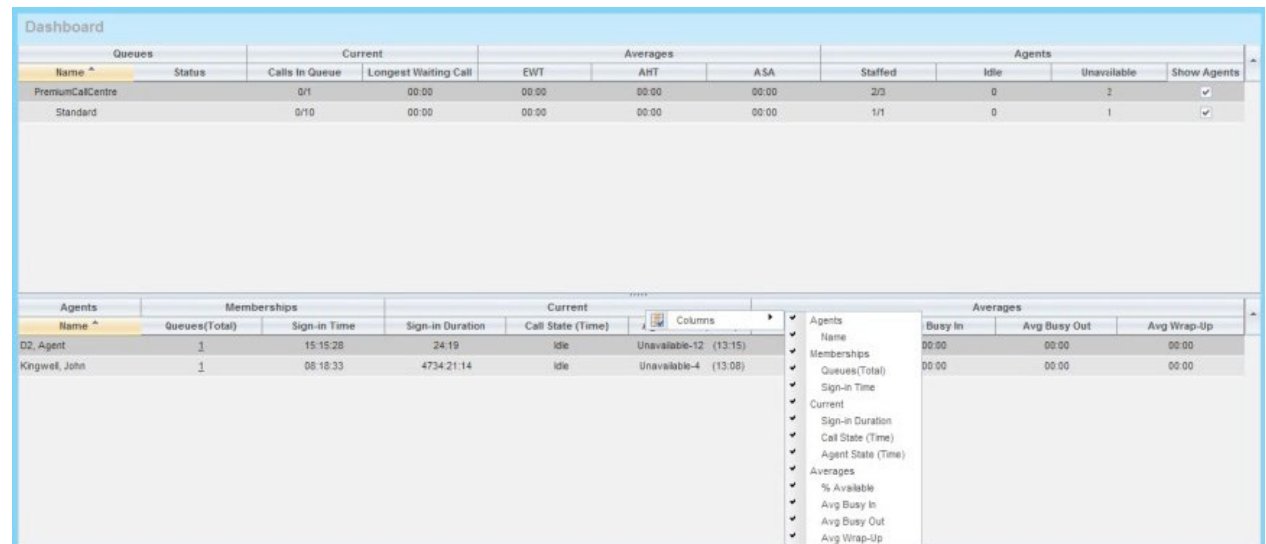 Dashboard
Queues Current Averages Agents
Name Status Calls In Queue Longest Waiting Call EWT AHT ASA Staffed Idle Unavailable Show Agents
PremiumCallCentre 0/1 00:00 00:00 00:00 00:00 2/3 0 2
Standard 0/10 00:00 00:00 00:00 00:00 1/1 0 1
Agents Memberships Current Averages
Name Queues(Total) Sign-in Time Sign-in Duration Call State (Time) Columns Busy In Avg Busy Out Avg Wrap-Up
D2, Agent 1 15:15:28 24:19 Idle Unavailable-12 (13:15) 00:00 00:00 00:00
Kingwell, John 1 08:18:33 4734:21:14 Idle Unavailable-4 (13:08) 00:00 00:00 00:00
Agents
Name
Memberships
Queues(Total)
Sign-in Time
Current
Sign-in Duration
Call State (Time)
Agent State (Time)
Averages
% Available
Avg Busy In
Avg Busy Out
Avg Wrap-Up